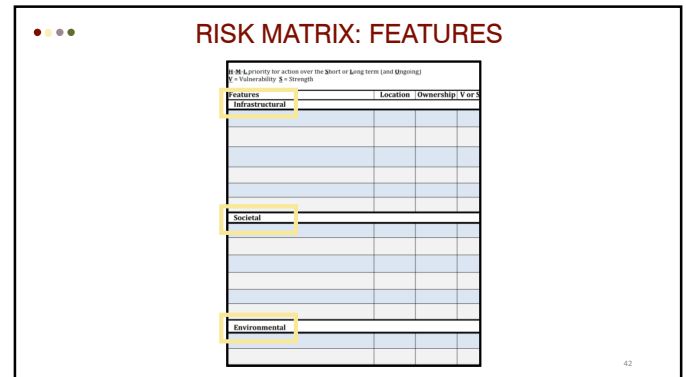 RISK MATRIX: FEATURES
H-M-L priority for action over the Short or Long term (and Ongoing)
V = Vulnerability S = Strength
Features Location Ownership V or S
Infrastructural
Societal
Environmental
42